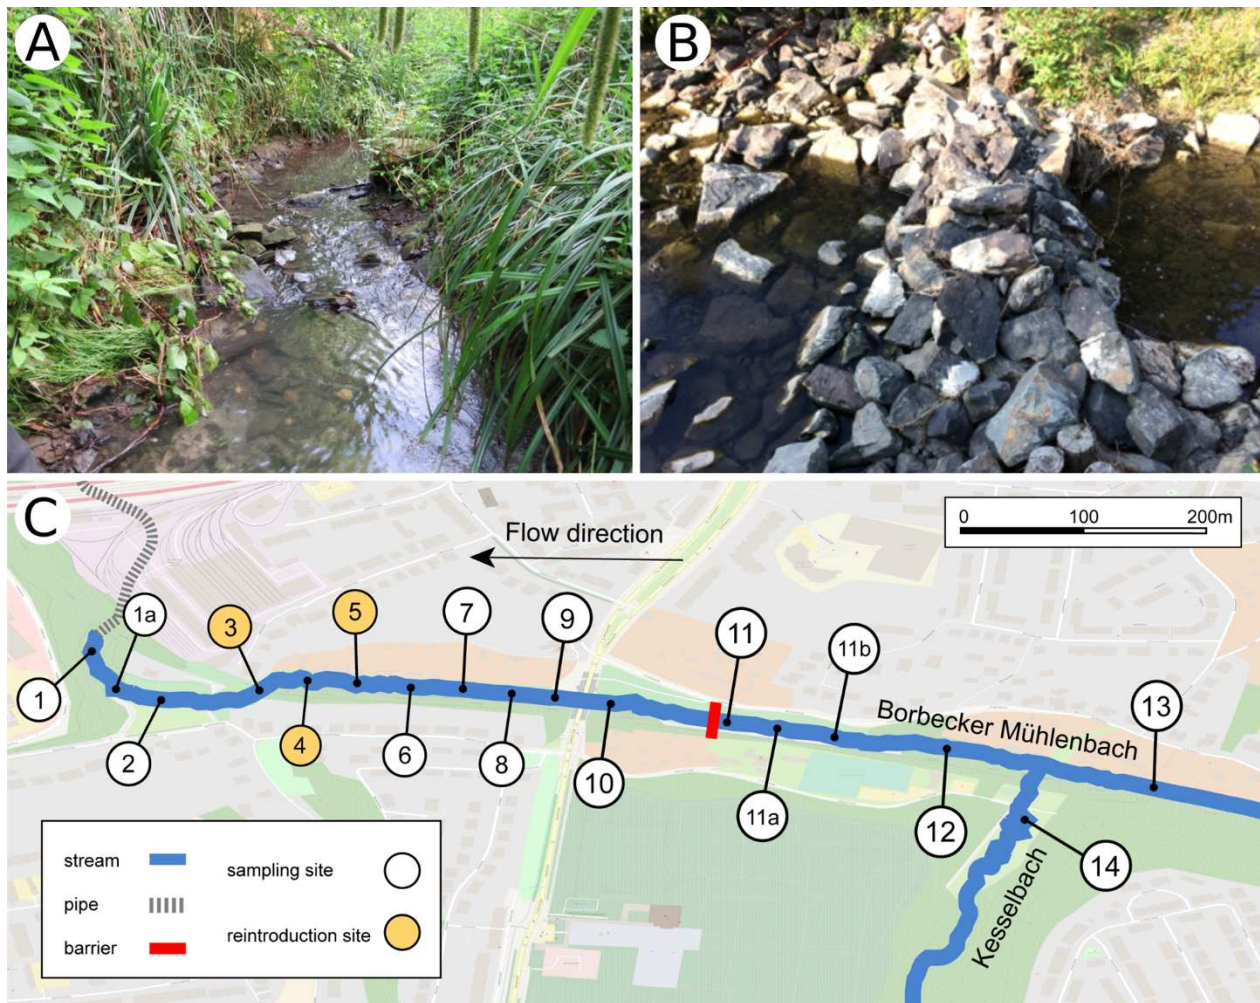 A
B
C
Flow direction
0 100 200m
1a
3
5
7
9
11
11b
13
Borbecker Mühlenbach
1
2
4
6
8
10
11a
12
14
Kesselbach
stream
pipe
barrier
sampling site
reintroduction site